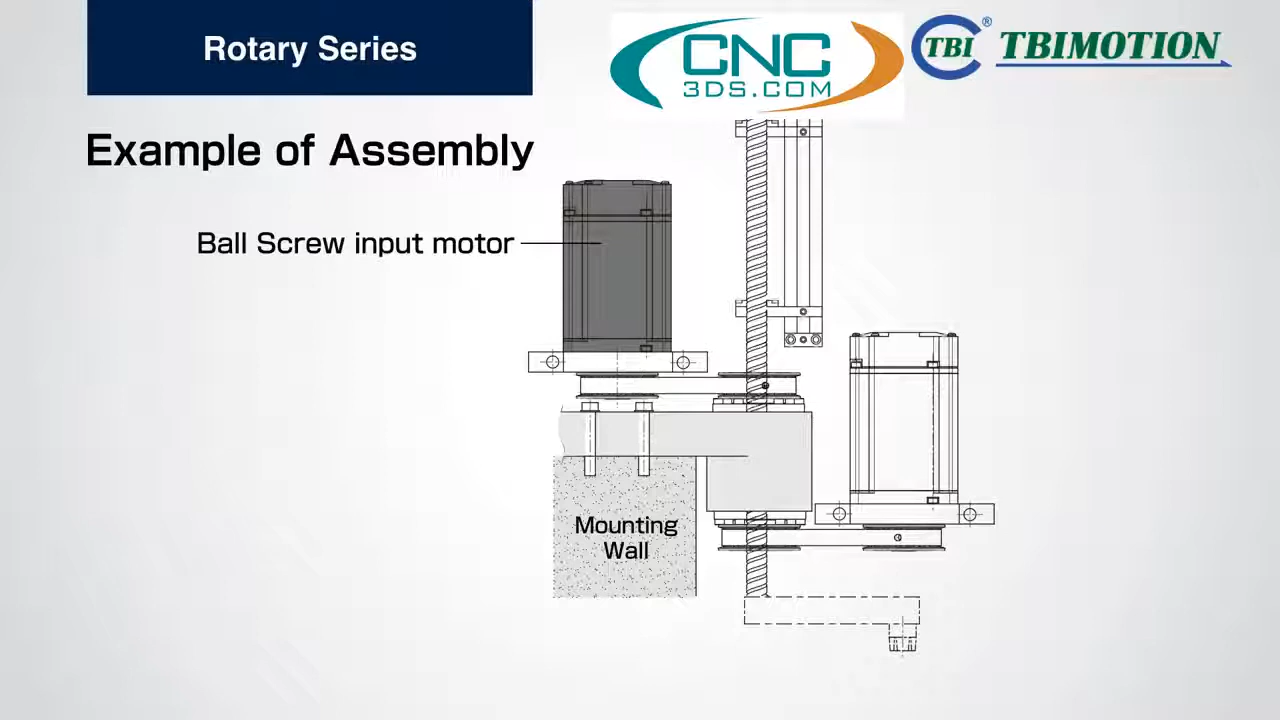 Rotary Series
CNC
3DS.COM
TBI
®
TBIMOTION
Example of Assembly
Ball Screw input motor
Mounting
Wall